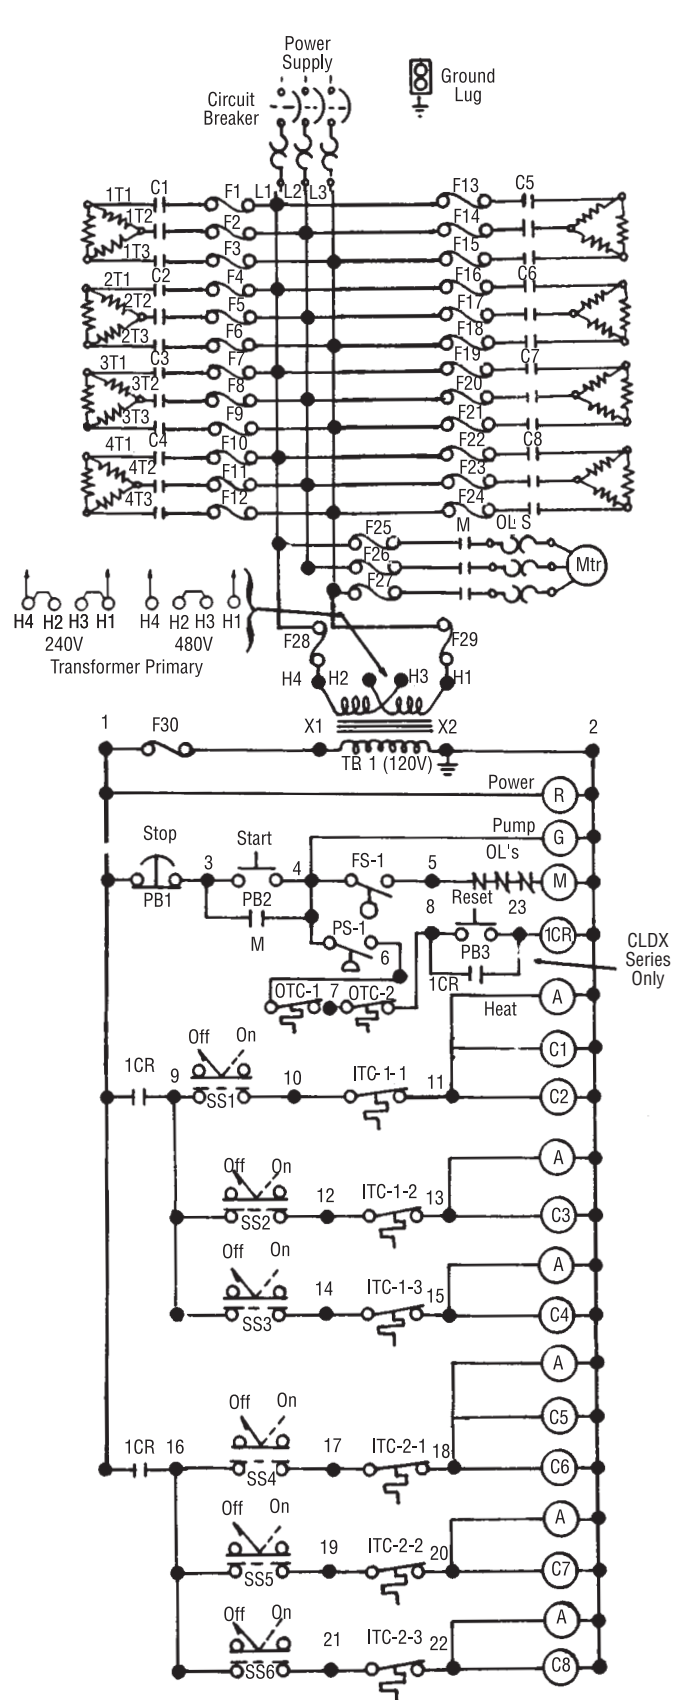 Power
Supply
Ground
Lug
Circuit
Breaker
L1 L2 L3
1T1 C1 F1 F13 C5
1T2 F2 F14
1T3 F3 F15
2T1 C2 F4 F16 C6
2T2 F5 F17
2T3 F6 F18
3T1 C3 F7 F19 C7
3T2 F8 F20
3T3 F9 F21
4T1 C4 F10 F22 C8
4T2 F11 F23
4T3 F12 F24
M OL'S
F25
F26 Mtr
F27
H4 H2 H3 H1 H4 H2 H3 H1
240V 480V
Transformer Primary
F28 F29
H4 H2 H3 H1
1 F30 X1 X2 2
TR 1 (120V)
Power R
Pump G
Stop Start OL's
3 4 FS-1 5 M
PB1 PB2
M
Reset
PS-1 8 23 1CR
6 PB3
CLDX
Series
Only
OTC-1 7 OTC-2 1CR
Heat A
Off On C1
1CR 9 SS1 10 ITC-1-1 11 C2
Off On A
SS2 12 ITC-1-2 13 C3
Off On A
SS3 14 ITC-1-3 15 C4
A
Off On C5
1CR 16 SS4 17 ITC-2-1 18 C6
Off On A
SS5 19 ITC-2-2 20 C7
Off On A
SS6 21 ITC-2-3 22 C8